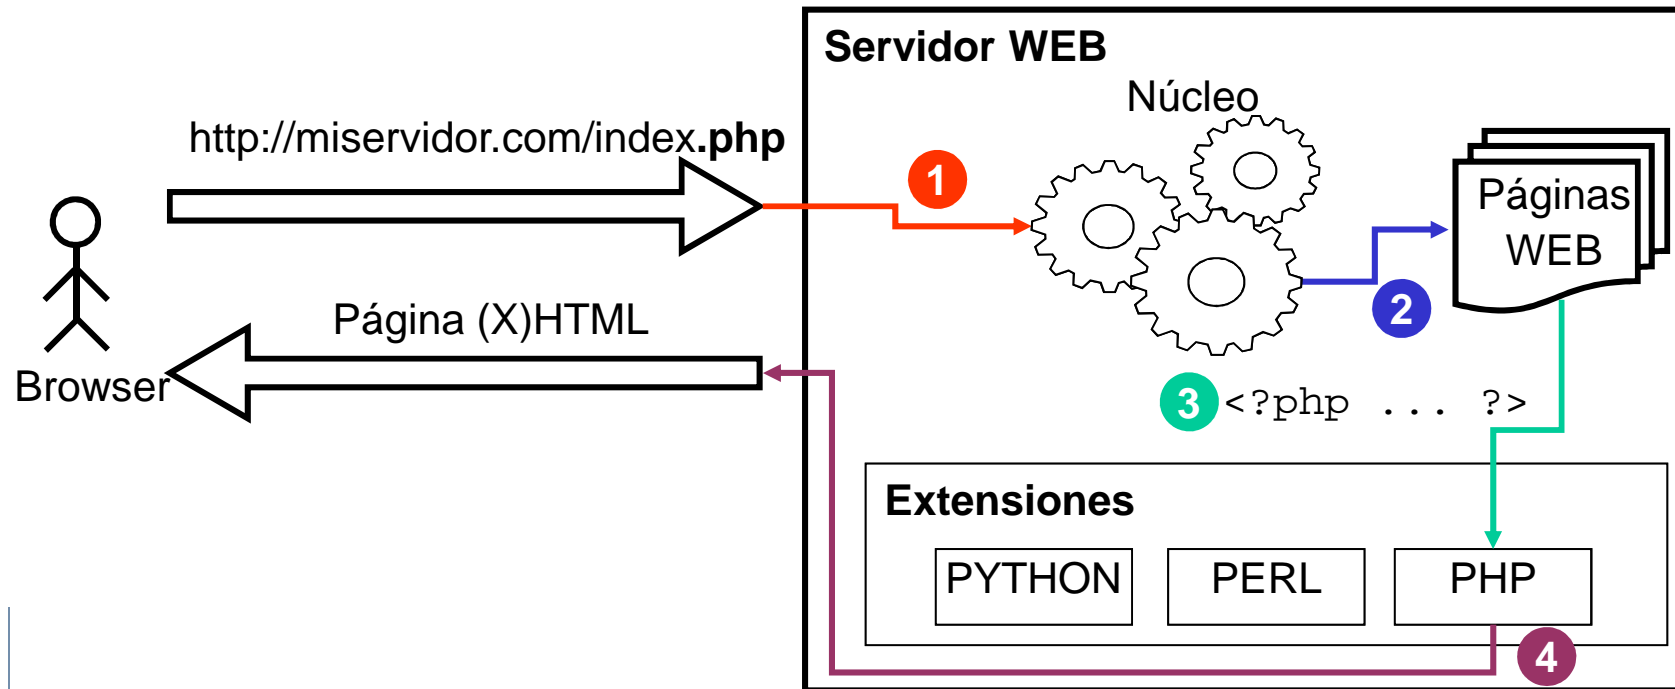 Servidor WEB
Núcleo
http://miservidor.com/index.php
1
Páginas
WEB
2
Página (X)HTML
Browser
3 <?php ... ?>
Extensiones
PYTHON
PERL
PHP
4